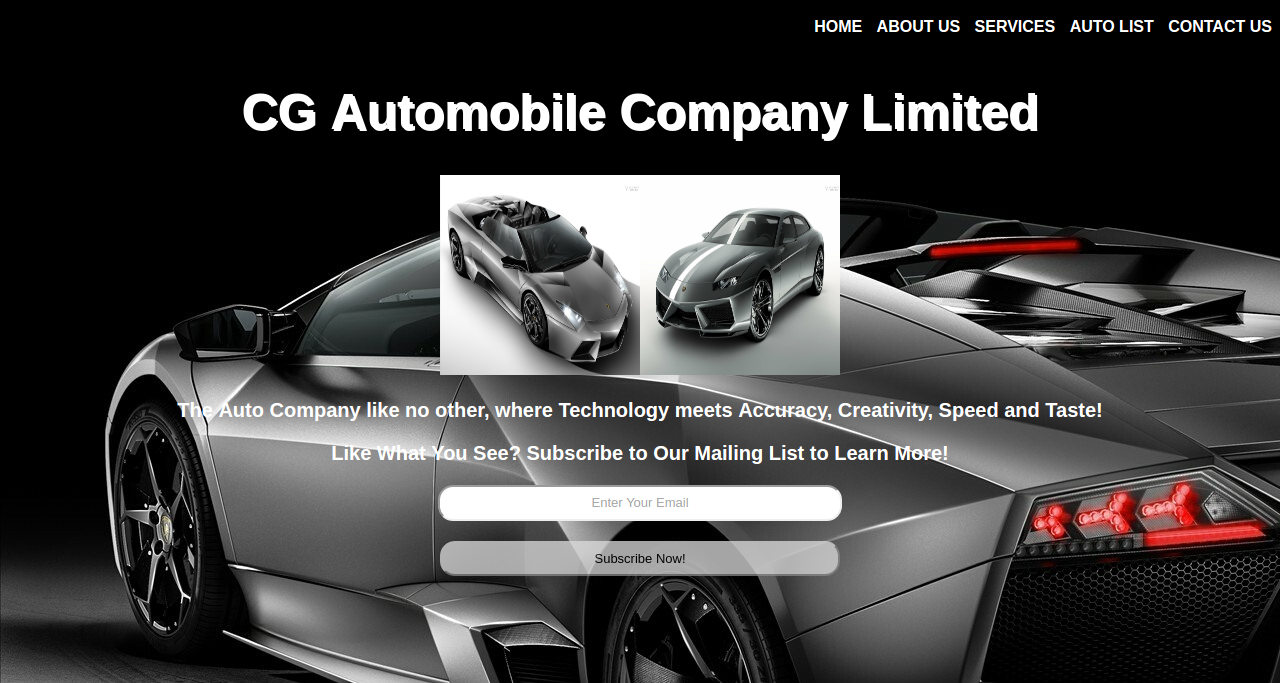 HOME ABOUT US SERVICES AUTO LIST CONTACT US
CG Automobile Company Limited
The Auto Company like no other, where Technology meets Accuracy, Creativity, Speed and Taste!
Like What You See? Subscribe to Our Mailing List to Learn More!
Enter Your Email
Subscribe Now!